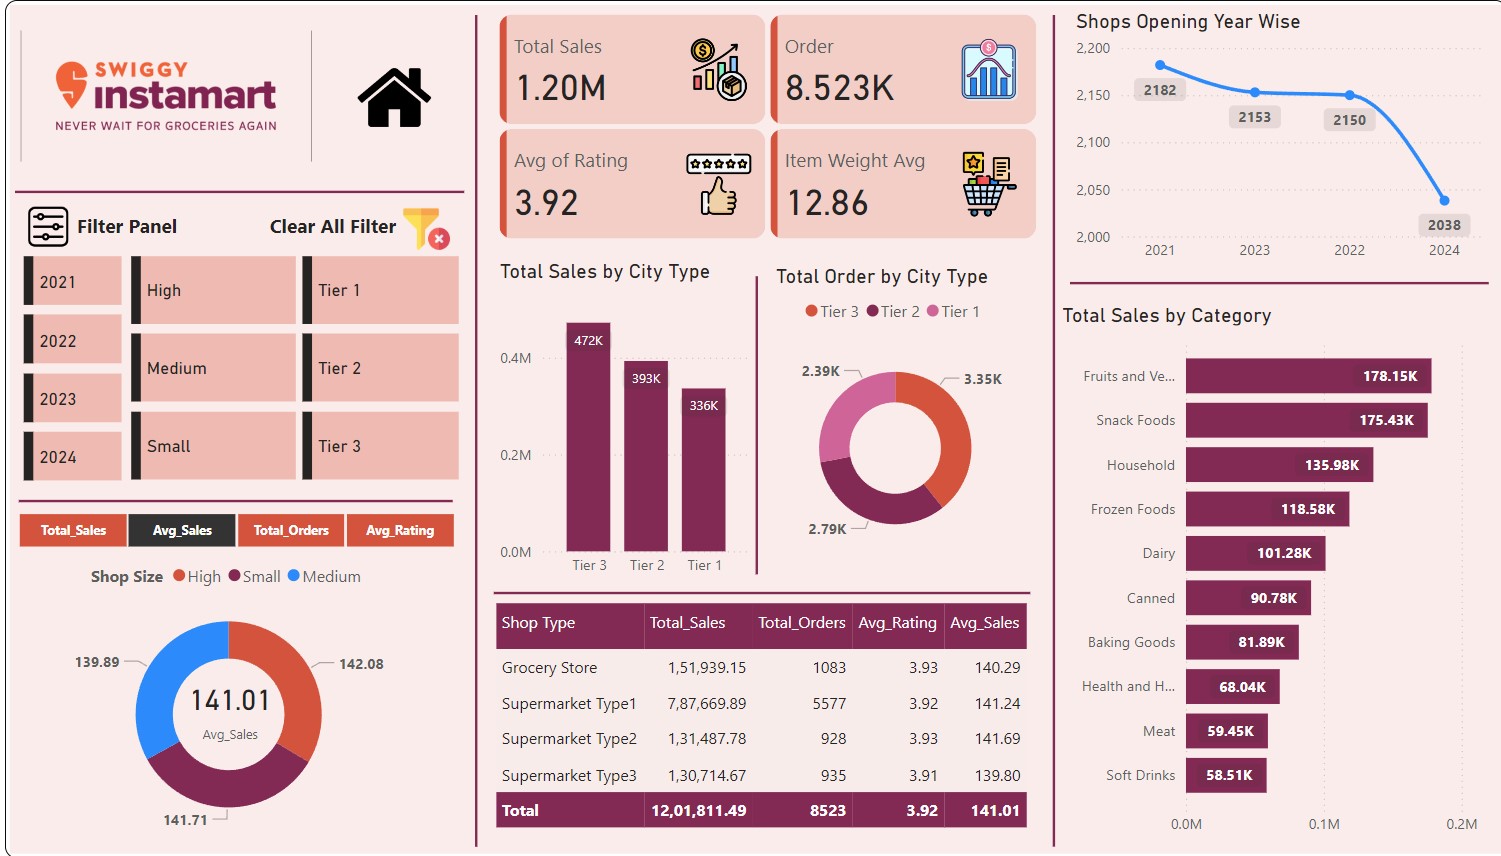 SWIGGY
instamart
NEVER WAIT FOR GROCERIES AGAIN
Filter Panel
Clear All Filter
2021
2022
2023
2024
High
Medium
Small
Tier 1
Tier 2
Tier 3
Total_Sales
Avg_Sales
Total_Orders
Avg_Rating
Shop Size High Small Medium
139.89
142.08
141.01
Avg_Sales
141.71
Total Sales
1.20M
Order
8.523K
Avg of Rating
3.92
Item Weight Avg
12.86
Total Sales by City Type
0.4M
0.2M
0.0M
472K
393K
336K
Tier 3 Tier 2 Tier 1
Total Order by City Type
Tier 3 Tier 2 Tier 1
2.39K
3.35K
2.79K
Shop Type Total_Sales Total_Orders Avg_Rating Avg_Sales
Grocery Store 1,51,939.15 1083 3.93 140.29
Supermarket Type1 7,87,669.89 5577 3.92 141.24
Supermarket Type2 1,31,487.78 928 3.93 141.69
Supermarket Type3 1,30,714.67 935 3.91 139.80
Total 12,01,811.49 8523 3.92 141.01
Shops Opening Year Wise
2,200
2,150
2,100
2,050
2,000
2182
2153
2150
2038
2021 2023 2022 2024
Total Sales by Category
Fruits and Ve... 178.15K
Snack Foods 175.43K
Household 135.98K
Frozen Foods 118.58K
Dairy 101.28K
Canned 90.78K
Baking Goods 81.89K
Health and H... 68.04K
Meat 59.45K
Soft Drinks 58.51K
0.0M 0.1M 0.2M